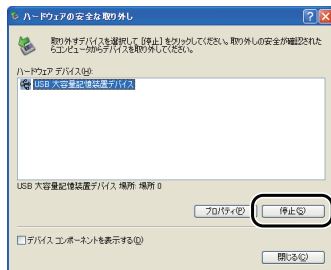 ハードウェアの安全な取り外し
取り外すデバイスを選択して [停止] をクリックしてください。取り外しの安全が確認された
らコンピュータからデバイスを取り外してください。
ハードウェア デバイス(H):
USB 大容量記憶装置デバイス
USB 大容量記憶装置デバイス 場所: 場所 0
プロパティ(P)
停止(S)
デバイス コンポーネントを表示する(D)
閉じる(C)